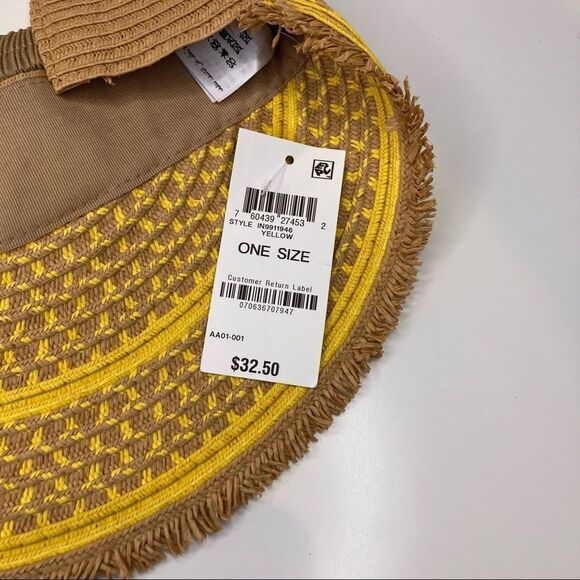 7 60439 27453 2
STYLE IN9911946
YELLOW
ONE SIZE
Customer Return Label
070636707947
AA01-001
$32.50